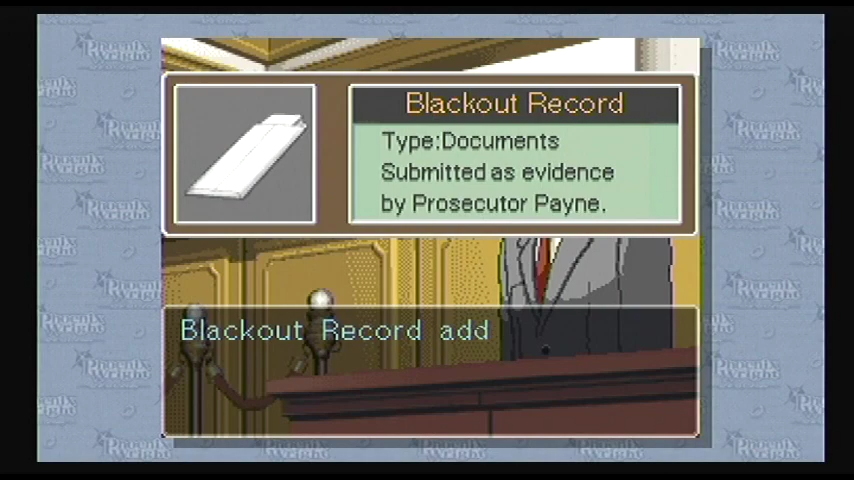 Blackout Record
Type:Documents
Submitted as evidence
by Prosecutor Payne.
Blackout Record add